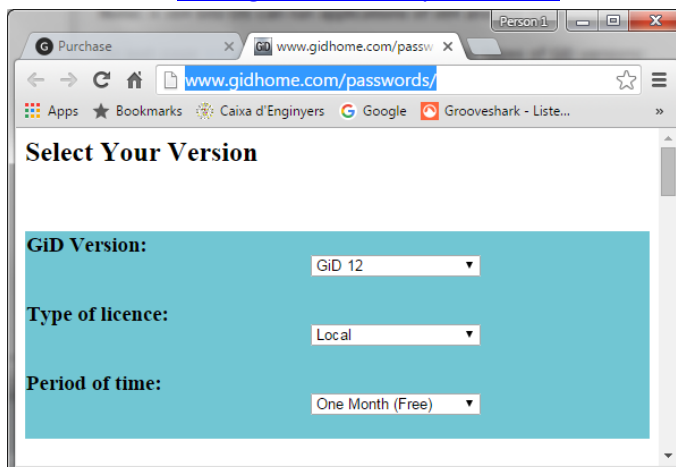 Person 1
Purchase
www.gidhome.com/passw
www.gidhome.com/passwords/
Apps Bookmarks Caixa d'Enginyers Google Grooveshark - Liste... »
Select Your Version
GiD Version:
GiD 12
Type of licence:
Local
Period of time:
One Month (Free)